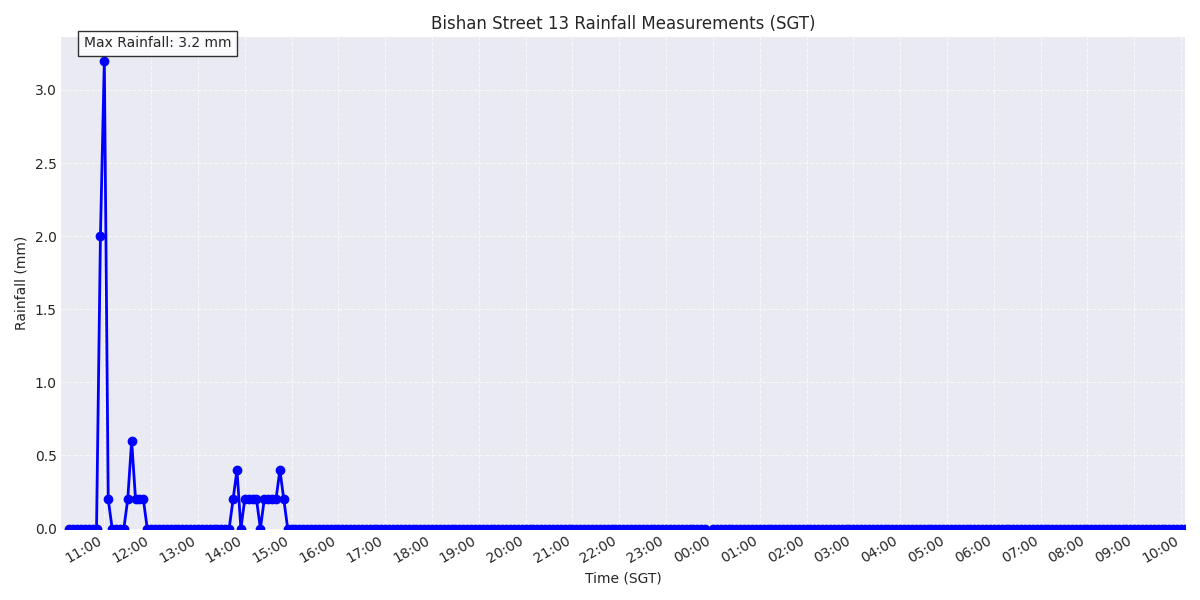 Bishan Street 13 Rainfall Measurements (SGT)
Max Rainfall: 3.2 mm
Rainfall (mm)
3.0
2.5
2.0
1.5
1.0
0.5
0.0
11:00 12:00 13:00 14:00 15:00 16:00 17:00 18:00 19:00 20:00 21:00 22:00 23:00 00:00 01:00 02:00 03:00 04:00 05:00 06:00 07:00 08:00 09:00 10:00
Time (SGT)